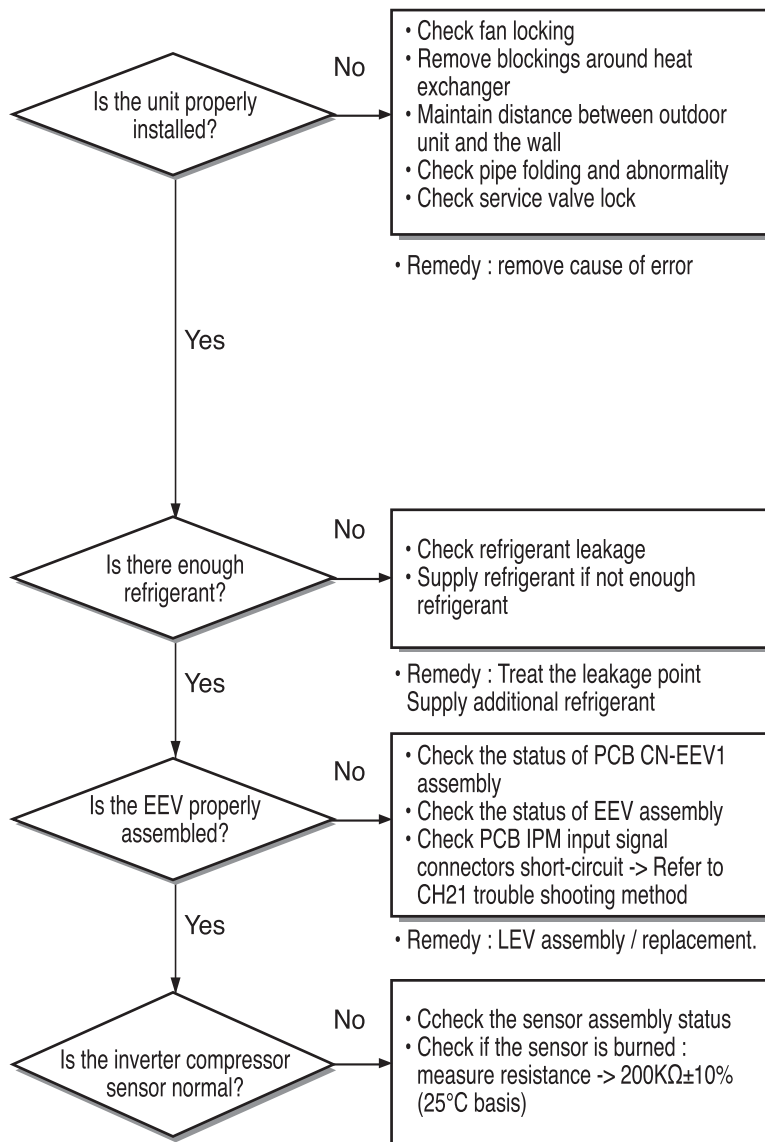 Is the unit properly
installed?
No
• Check fan locking
• Remove blockings around heat
exchanger
• Maintain distance between outdoor
unit and the wall
• Check pipe folding and abnormality
• Check service valve lock
• Remedy : remove cause of error
Yes
Is there enough
refrigerant?
No
• Check refrigerant leakage
• Supply refrigerant if not enough
refrigerant
• Remedy : Treat the leakage point
Supply additional refrigerant
Yes
Is the EEV properly
assembled?
No
• Check the status of PCB CN-EEV1
assembly
• Check the status of EEV assembly
• Check PCB IPM input signal
connectors short-circuit -> Refer to
CH21 trouble shooting method
• Remedy : LEV assembly / replacement.
Yes
Is the inverter compressor
sensor normal?
No
• Ccheck the sensor assembly status
• Check if the sensor is burned :
measure resistance -> 200KΩ±10%
(25°C basis)